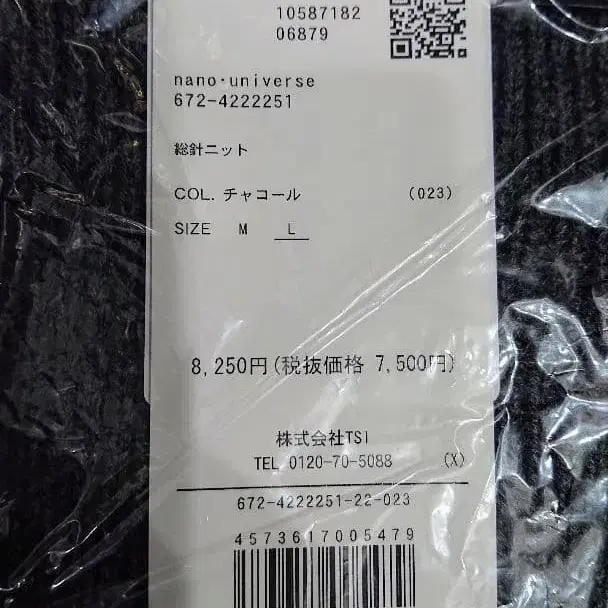 10587182
06879
nano・universe
672-4222251
総針ニット
COL. チャコール (023)
SIZE M L
8,250円(税抜価格 7,500円)
株式会社TSI
TEL 0120-70-5088 (X)
672-4222251-22-023
4573617005479